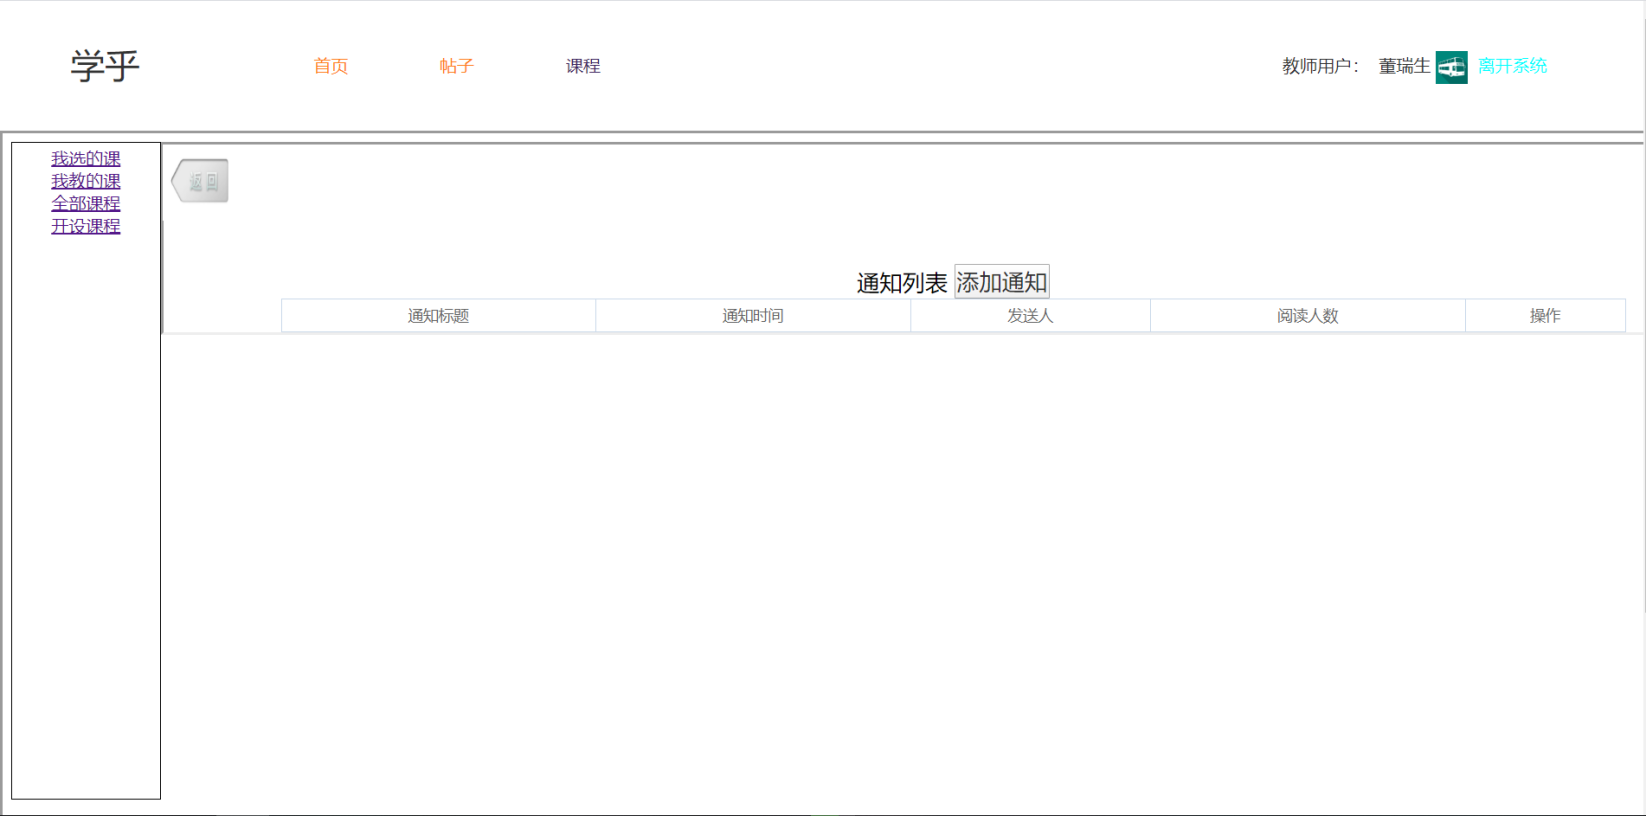 学乎 首页 帖子 课程 教师用户： 董瑞生 离开系统
我选的课
我教的课
全部课程
开设课程
返回
通知列表 添加通知
通知标题 通知时间 发送人 阅读人数 操作